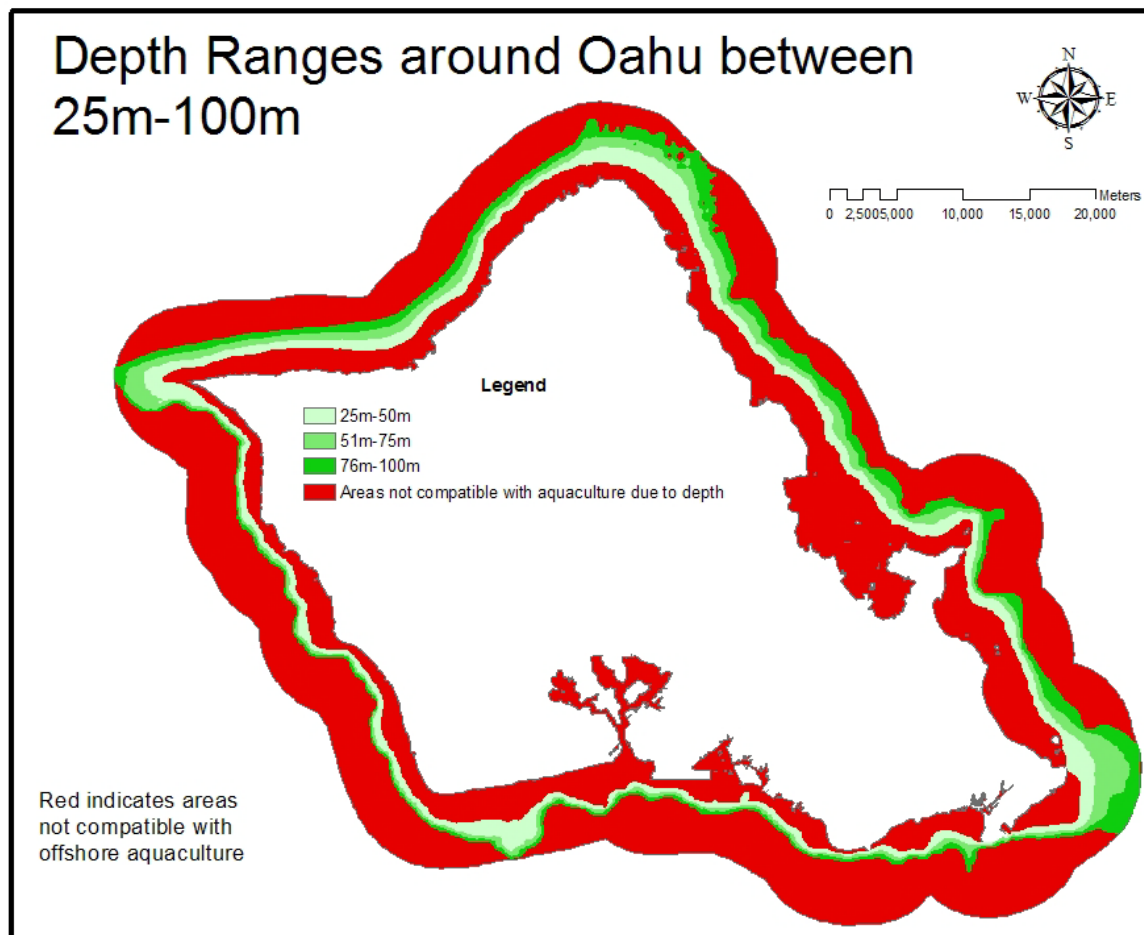 Depth Ranges around Oahu between
25m-100m
N
W E
S
Meters
0 2,5005,000 10,000 15,000 20,000
Legend
25m-50m
51m-75m
76m-100m
Areas not compatible with aquaculture due to depth
Red indicates areas
not compatible with
offshore aquaculture